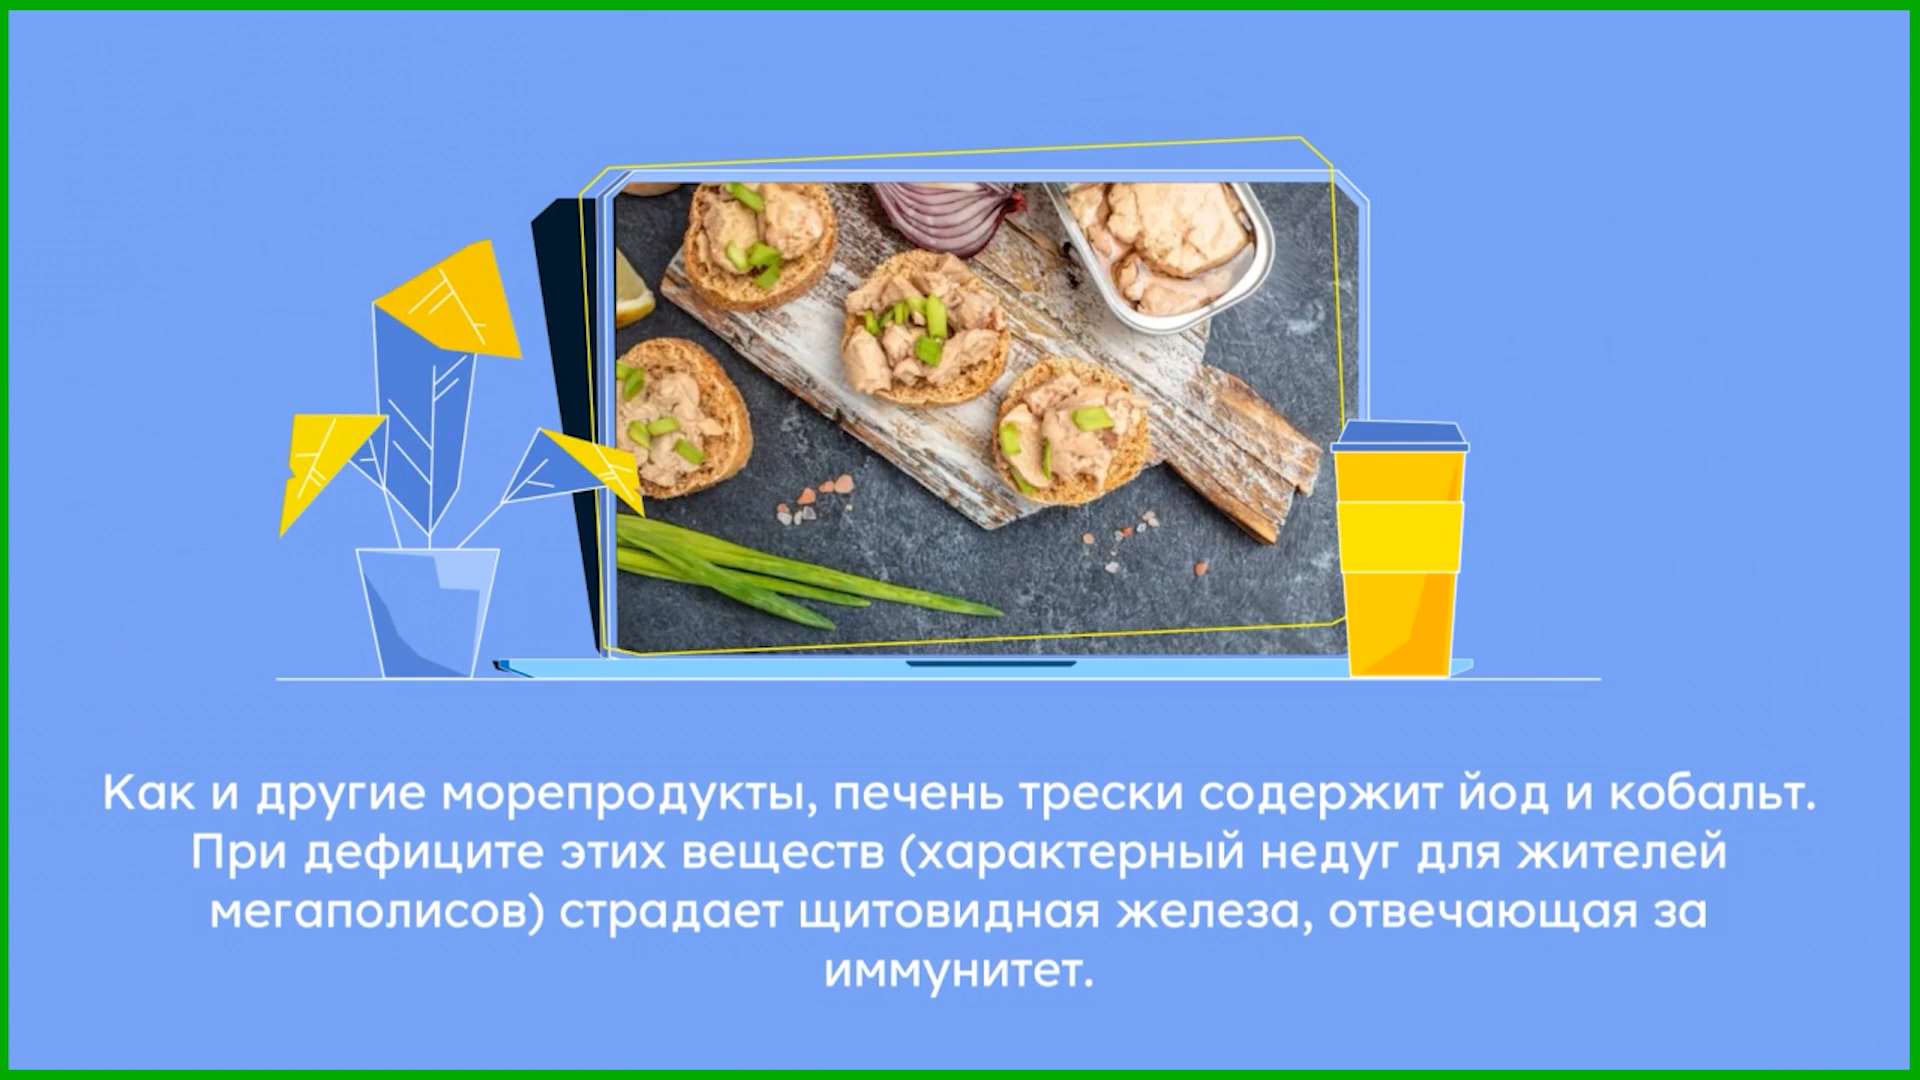 Как и другие морепродукты, печень трески содержит йод и кобальт.
При дефиците этих веществ (характерный недуг для жителей
мегаполисов) страдает щитовидная железа, отвечающая за
иммунитет.